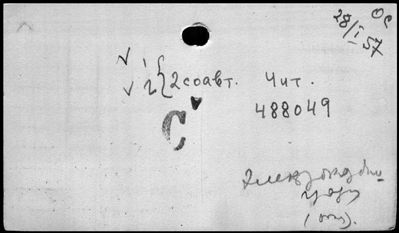 ОС
28/I 57
√ 1
√ 2 } 2 соавт. Чит.
488049
С